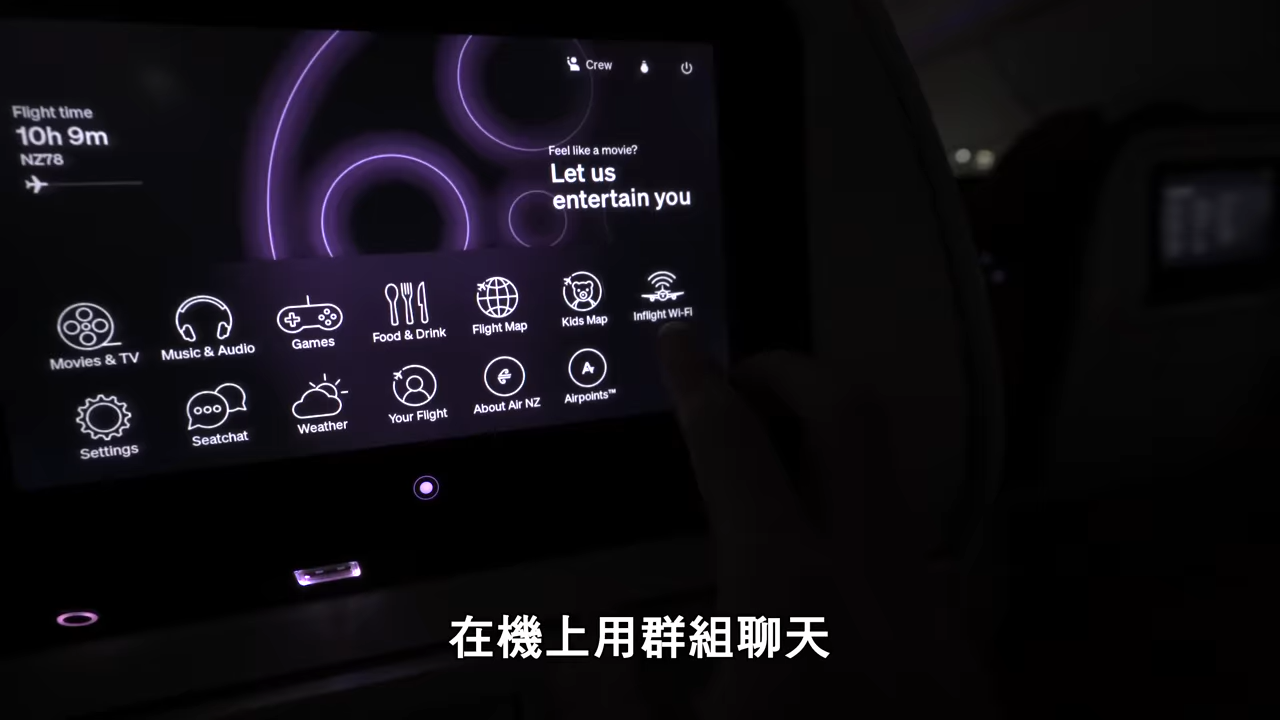 Crew
Flight time
10h 9m
NZ78
Feel like a movie?
Let us
entertain you
Movies & TV
Music & Audio
Games
Food & Drink
Flight Map
Kids Map
Inflight Wi-Fi
Settings
Seatchat
Weather
Your Flight
About Air NZ
Airpoints™
在機上用群組聊天